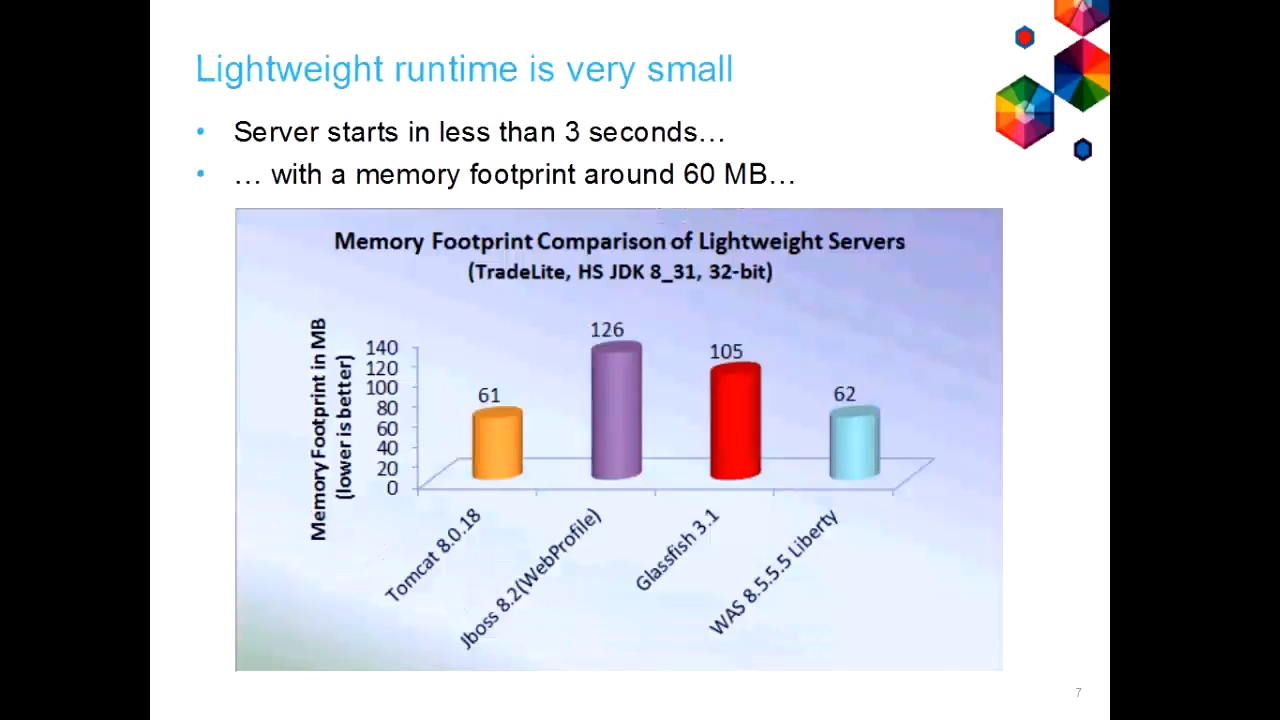 Lightweight runtime is very small
• Server starts in less than 3 seconds…
• … with a memory footprint around 60 MB…
Memory Footprint Comparison of Lightweight Servers
(TradeLite, HS JDK 8_31, 32-bit)
Memory Footprint in MB
(lower is better)
140
120
100
80
60
40
20
0
61
126
105
62
Tomcat 8.0.18
Jboss 8.2(WebProfile)
Glassfish 3.1
WAS 8.5.5.5 Liberty
7